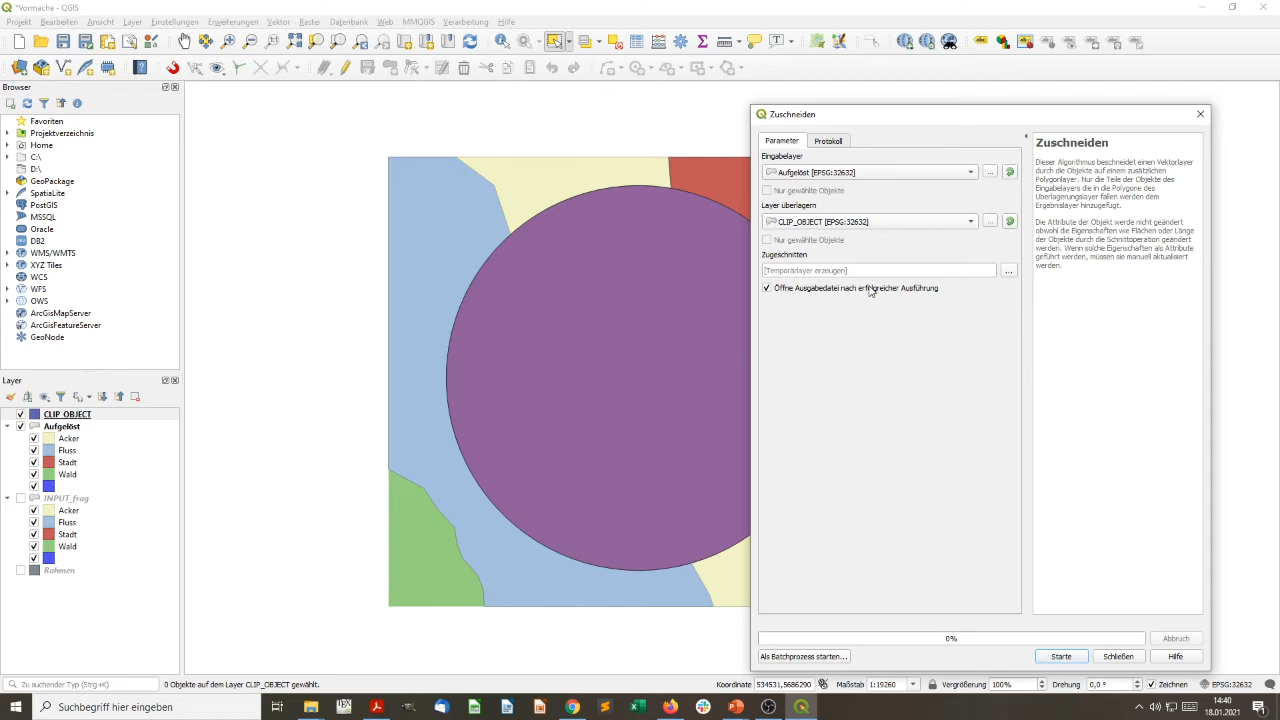 *Vormache - QGIS
Projekt Bearbeiten Ansicht Layer Einstellungen Erweiterungen Vektor Raster Datenbank Web MMQGIS Verarbeitung Hilfe
Browser
Favoriten
Projektverzeichnis
Home
C:\
D:\
GeoPackage
SpatiaLite
PostGIS
MSSQL
Oracle
DB2
WMS/WMTS
XYZ Tiles
WCS
WFS
OWS
ArcGisMapServer
ArcGisFeatureServer
GeoNode
Layer
CLIP_OBJECT
Aufgelöst
Acker
Fluss
Stadt
Wald
INPUT_frag
Acker
Fluss
Stadt
Wald
Rahmen
Zuschneiden
Parameter Protokoll
Eingabelayer
Aufgelöst [EPSG:32632]
...
Nur gewählte Objekte
Layer überlagern
CLIP_OBJECT [EPSG:32632]
...
Nur gewählte Objekte
Zugeschnitten
[Temporärlayer erzeugen]
...
Öffne Ausgabedatei nach erfolgreicher Ausführung
Zuschneiden
Dieser Algorithmus beschneidet einen Vektorlayer
durch die Objekte auf einem zusätzlichen
Polygonlayer. Nur die Teile der Objekte des
Eingabelayers die in die Polygone des
Überlagerungslayer fallen werden dem
Ergebnislayer hinzugefügt.
Die Attribute der Objekt werde nicht geändert
obwohl die Eigenschaften wie Flächen oder Länge
der Objekte durch die Schnittoperation geändert
werden. Wenn solche Eigenschaften als Attribute
geführt werden, müssen sie manuell aktualisiert
werden.
0%
Abbruch
Als Batchprozess starten...
Starte
Schließen
Hilfe
Zu suchender Typ (Strg+K)
0 Objekte auf dem Layer CLIP_OBJECT gewählt.
Koordinate 534531,5686290
Maßstab 1:19260
Vergrößerung 100%
Drehung 0,0 °
Zeichnen
EPSG:32632
Suchbegriff hier eingeben
14:40
18.01.2021